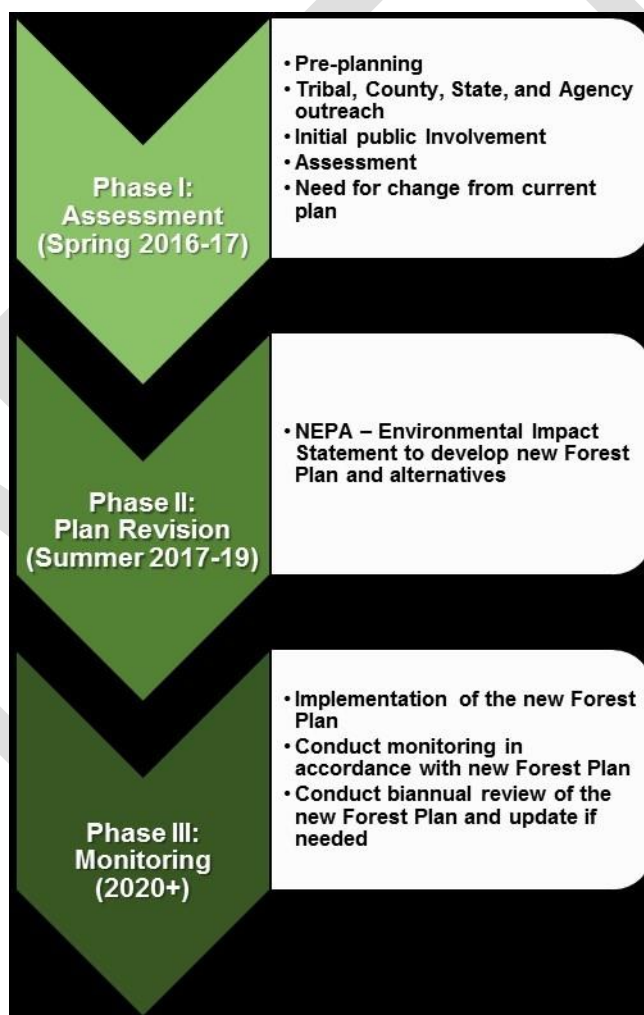 Phase I:
Assessment
(Spring 2016-17)
• Pre-planning
• Tribal, County, State, and Agency
outreach
• Initial public Involvement
• Assessment
• Need for change from current
plan
Phase II:
Plan Revision
(Summer 2017-19)
• NEPA – Environmental Impact
Statement to develop new Forest
Plan and alternatives
Phase III:
Monitoring
(2020+)
• Implementation of the new Forest
Plan
• Conduct monitoring in
accordance with new Forest Plan
• Conduct biannual review of the
new Forest Plan and update if
needed